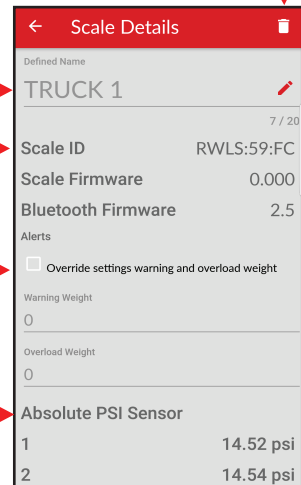 Scale Details
Defined Name
TRUCK 1
7 / 20
Scale ID RWLS:59:FC
Scale Firmware 0.000
Bluetooth Firmware 2.5
Alerts
Override settings warning and overload weight
Warning Weight
0
Overload Weight
0
Absolute PSI Sensor
1 14.52 psi
2 14.54 psi